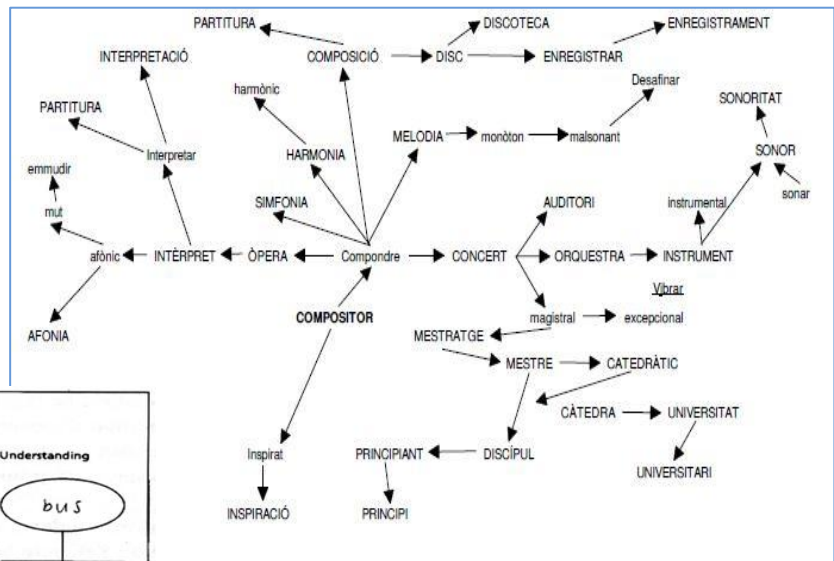 PARTITURA
DISCOTECA
ENREGISTRAMENT
INTERPRETACIÓ
COMPOSICIÓ
DISC
ENREGISTRAR
harmònic
Desafinar
PARTITURA
SONORITAT
MELODIA
monòton
malsonant
Interpretar
HARMONIA
SONOR
emmudir
sonar
mut
SIMFONIA
AUDITORI
instrumental
afònic
INTÈRPRET
ÒPERA
Compondre
CONCERT
ORQUESTRA
INSTRUMENT
Vibrar
COMPOSITOR
magistral
excepcional
AFONIA
MESTRATGE
MESTRE
CATEDRÀTIC
CÀTEDRA
UNIVERSITAT
Inspirat
PRINCIPIANT
DISCÍPUL
UNIVERSITARI
INSPIRACIÓ
PRINCIPI
Understanding
bus